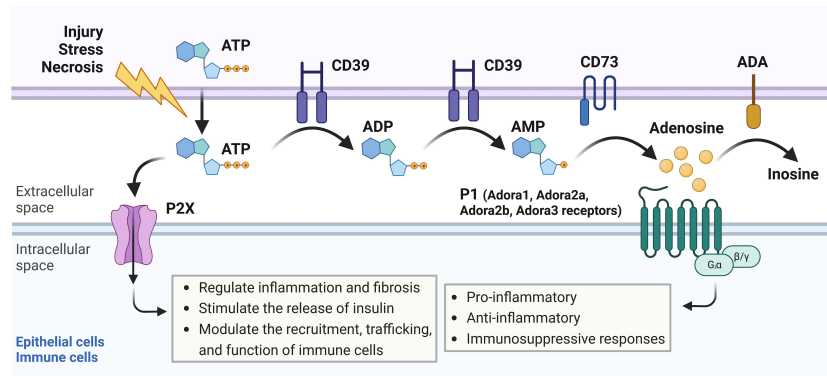 Injury
Stress
Necrosis
ATP
CD39
CD39
CD73
ADA
ATP
ADP
AMP
Adenosine
Inosine
Extracellular
space
P2X
P1 (Adora1, Adora2a,
Adora2b, Adora3 receptors)
Intracellular
space
Giα
β/γ
• Regulate inflammation and fibrosis
• Stimulate the release of insulin
• Modulate the recruitment, trafficking,
and function of immune cells
• Pro-inflammatory
• Anti-inflammatory
• Immunosuppressive responses
Epithelial cells
Immune cells